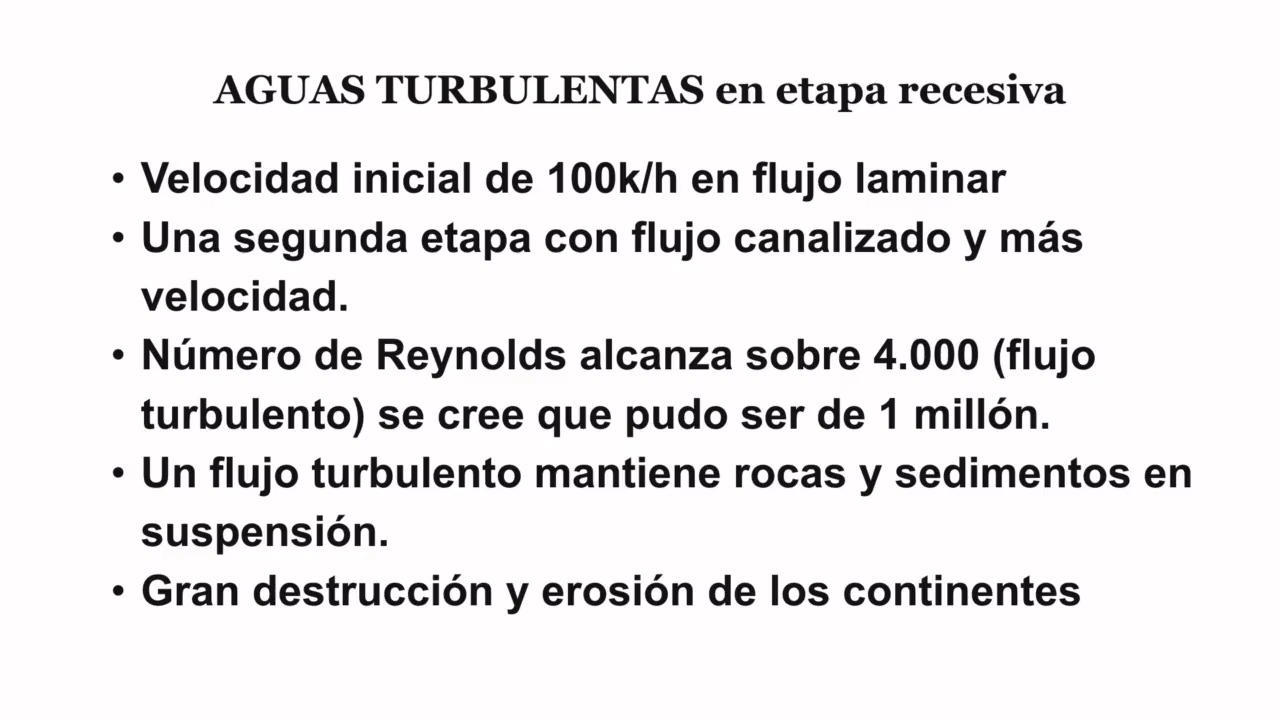 AGUAS TURBULENTAS en etapa recesiva
• Velocidad inicial de 100k/h en flujo laminar
• Una segunda etapa con flujo canalizado y más
velocidad.
• Número de Reynolds alcanza sobre 4.000 (flujo
turbulento) se cree que pudo ser de 1 millón.
• Un flujo turbulento mantiene rocas y sedimentos en
suspensión.
• Gran destrucción y erosión de los continentes